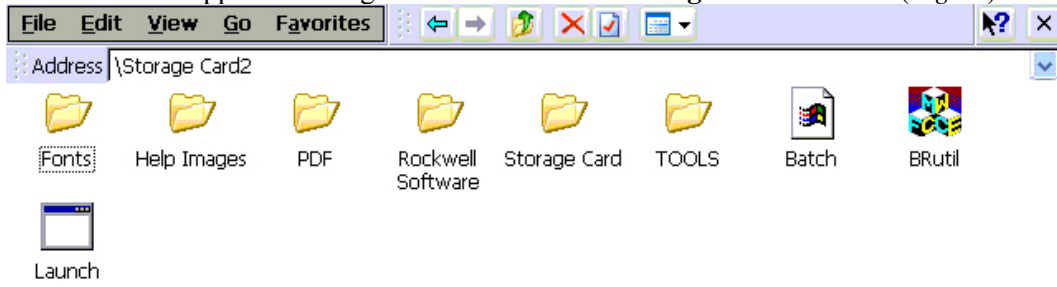 File Edit View Go Favorites
Address \Storage Card2
Fonts Help Images PDF Rockwell Software Storage Card TOOLS Batch BRutil
Launch